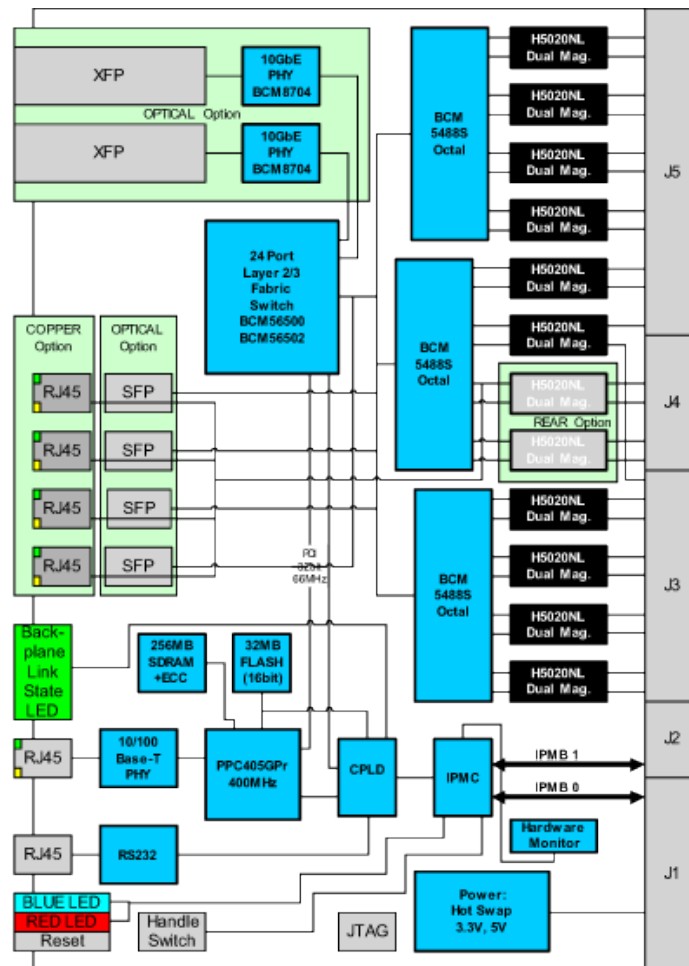 XFP
10GbE
PHY
BCM8704
OPTICAL Option
XFP
10GbE
PHY
BCM8704
BCM
5488S
Octal
H5020NL
Dual Mag.
H5020NL
Dual Mag.
H5020NL
Dual Mag.
H5020NL
Dual Mag.
J5
24 Port
Layer 2/3
Fabric
Switch
BCM56500
BCM56502
BCM
5488S
Octal
H5020NL
Dual Mag.
H5020NL
Dual Mag.
H5020NL
Dual Mag.
REAR Option
H5020NL
Dual Mag.
J4
COPPER
Option
OPTICAL
Option
RJ45
SFP
RJ45
SFP
RJ45
SFP
RJ45
SFP
PCI
32bit
66MHz
BCM
5488S
Octal
H5020NL
Dual Mag.
H5020NL
Dual Mag.
H5020NL
Dual Mag.
H5020NL
Dual Mag.
J3
Back-
plane
Link
State
LED
256MB
SDRAM
+ECC
32MB
FLASH
(16bit)
RJ45
10/100
Base-T
PHY
PPC405GPr
400MHz
CPLD
IPMC
IPMB 1
IPMB 0
J2
RJ45
RS232
Hardware
Monitor
BLUE LED
RED LED
Reset
Handle
Switch
JTAG
Power:
Hot Swap
3.3V, 5V
J1